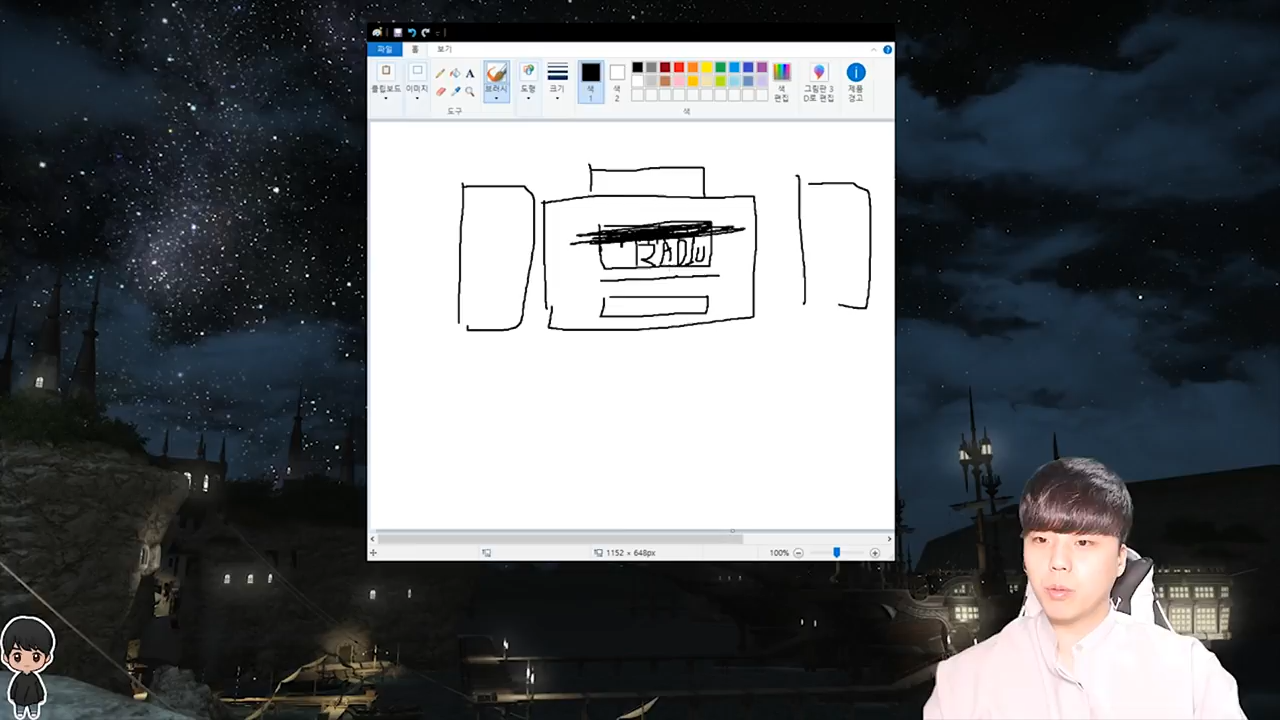 파일 홈 보기
클립보드 이미지 브러시 도형 크기 색 1 색 2 색 편집 그림판 3D로 편집 제품 경고
도구 색
RADIO
1152 × 648px 100%